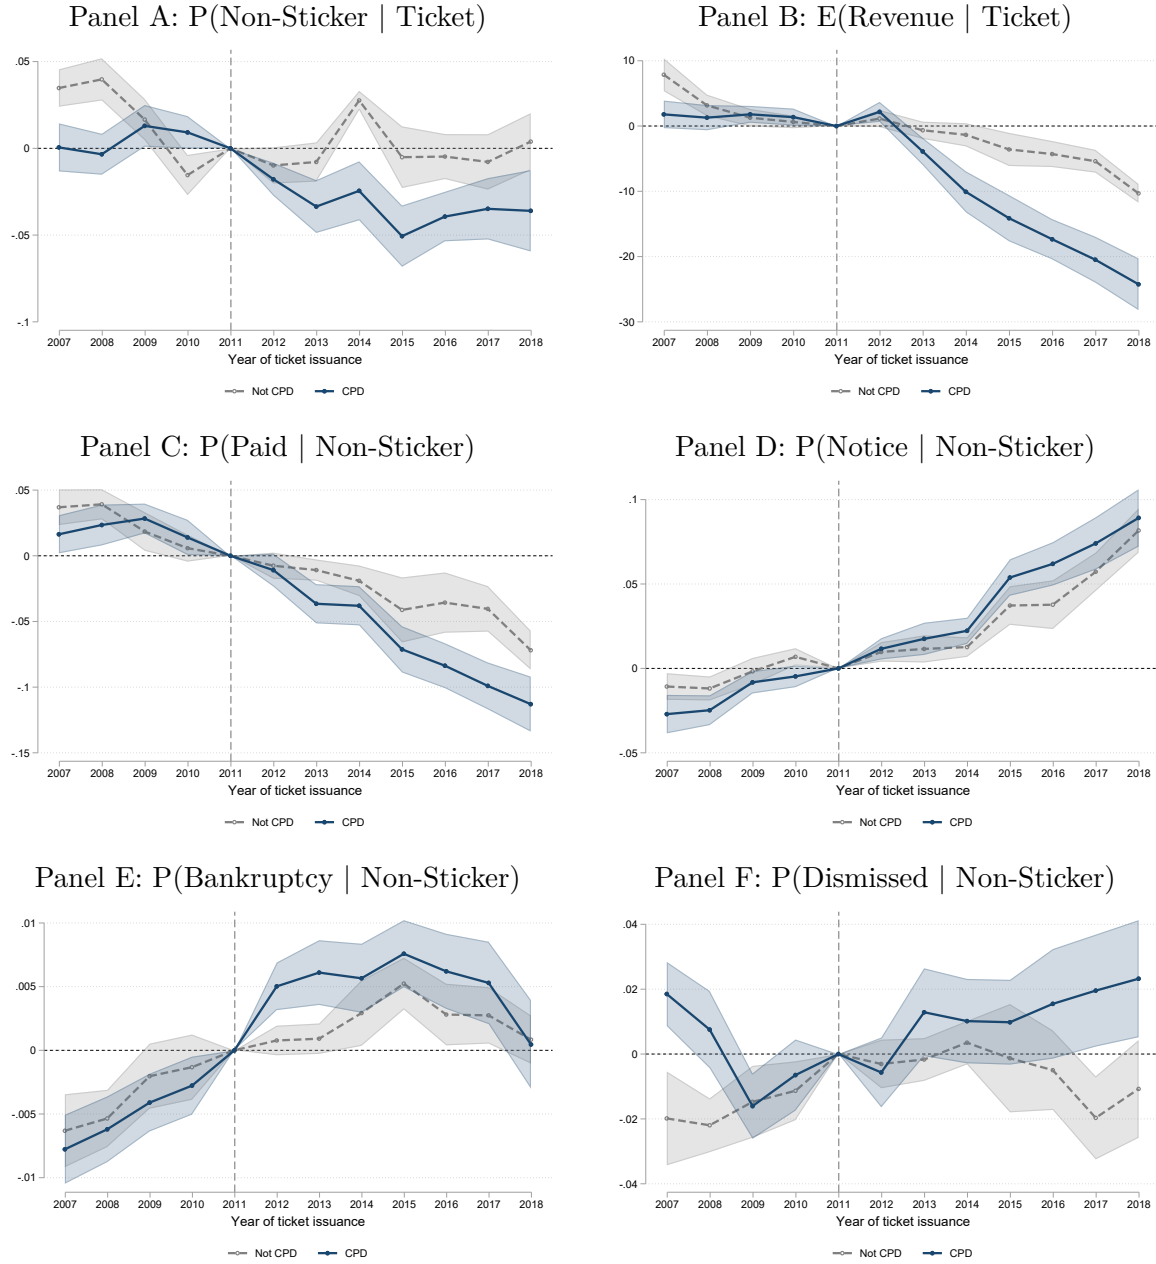 Panel A: P(Non-Sticker | Ticket)
.05
0
-.05
-.1
2007 2008 2009 2010 2011 2012 2013 2014 2015 2016 2017 2018
Year of ticket issuance
Not CPD CPD
Panel B: E(Revenue | Ticket)
10
0
-10
-20
-30
2007 2008 2009 2010 2011 2012 2013 2014 2015 2016 2017 2018
Year of ticket issuance
Not CPD CPD
Panel C: P(Paid | Non-Sticker)
.05
0
-.05
-.1
-.15
2007 2008 2009 2010 2011 2012 2013 2014 2015 2016 2017 2018
Year of ticket issuance
Not CPD CPD
Panel D: P(Notice | Non-Sticker)
.1
.05
0
-.05
2007 2008 2009 2010 2011 2012 2013 2014 2015 2016 2017 2018
Year of ticket issuance
Not CPD CPD
Panel E: P(Bankruptcy | Non-Sticker)
.01
.005
0
-.005
-.01
2007 2008 2009 2010 2011 2012 2013 2014 2015 2016 2017 2018
Year of ticket issuance
Not CPD CPD
Panel F: P(Dismissed | Non-Sticker)
.04
.02
0
-.02
-.04
2007 2008 2009 2010 2011 2012 2013 2014 2015 2016 2017 2018
Year of ticket issuance
Not CPD CPD